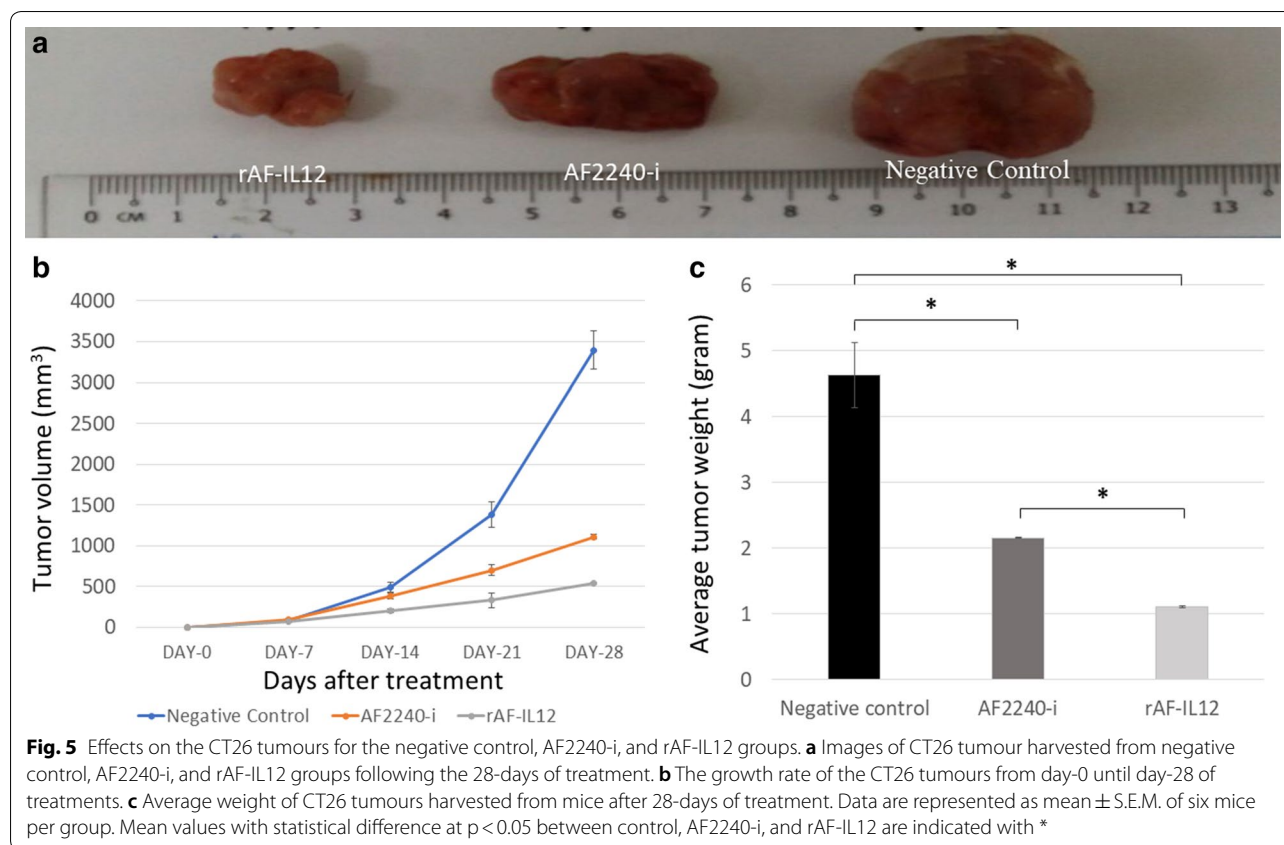 a
rAF-IL12
AF2240-i
Negative Control
0 CM 1 2 3 4 5 6 7 8 9 10 11 12 13
b
4000
3500
3000
2500
2000
1500
1000
500
0
Tumor volume (mm³)
DAY-0 DAY-7 DAY-14 DAY-21 DAY-28
Days after treatment
Negative Control AF2240-i rAF-IL12
c
*
*
*
6
5
4
3
2
1
0
Average tumor weight (gram)
Negative control AF2240-i rAF-IL12
Fig. 5 Effects on the CT26 tumours for the negative control, AF2240-i, and rAF-IL12 groups. a Images of CT26 tumour harvested from negative
control, AF2240-i, and rAF-IL12 groups following the 28-days of treatment. b The growth rate of the CT26 tumours from day-0 until day-28 of
treatments. c Average weight of CT26 tumours harvested from mice after 28-days of treatment. Data are represented as mean ± S.E.M. of six mice
per group. Mean values with statistical difference at p < 0.05 between control, AF2240-i, and rAF-IL12 are indicated with *